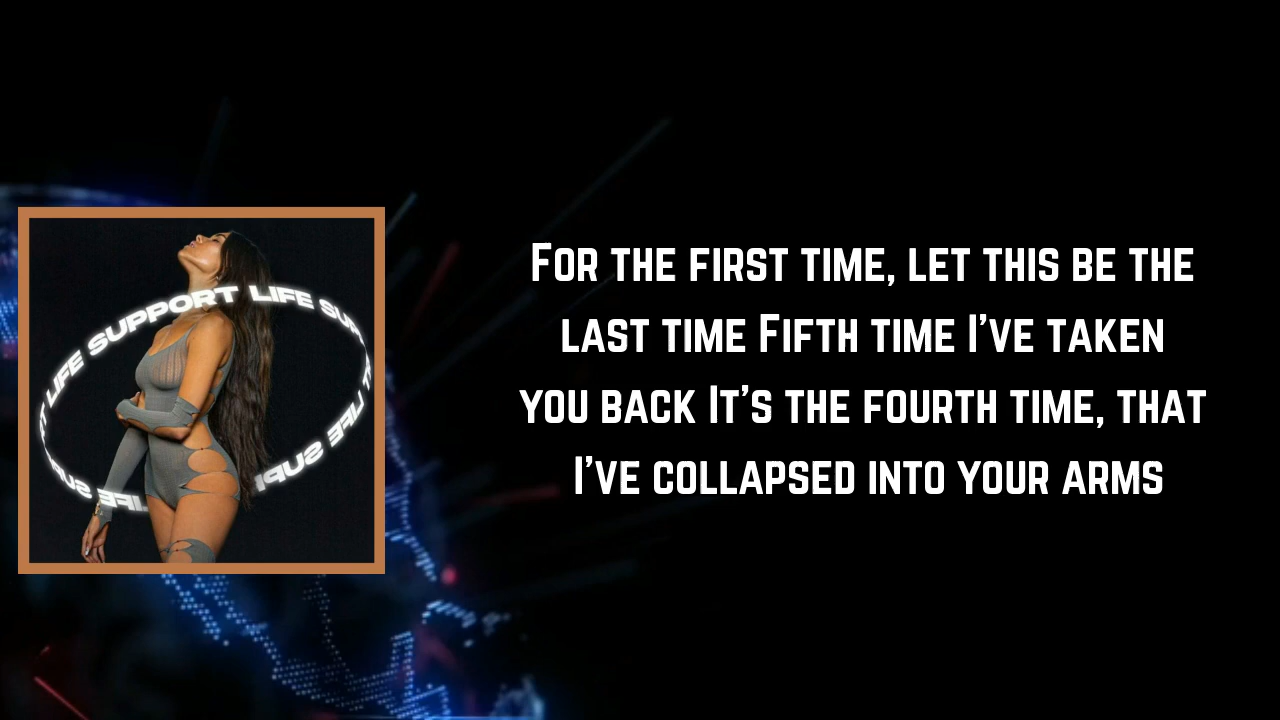 LIFE SUPPORT LIFE SUP
For the first time, let this be the
last time Fifth time I've taken
you back It's the fourth time, that
I've collapsed into your arms